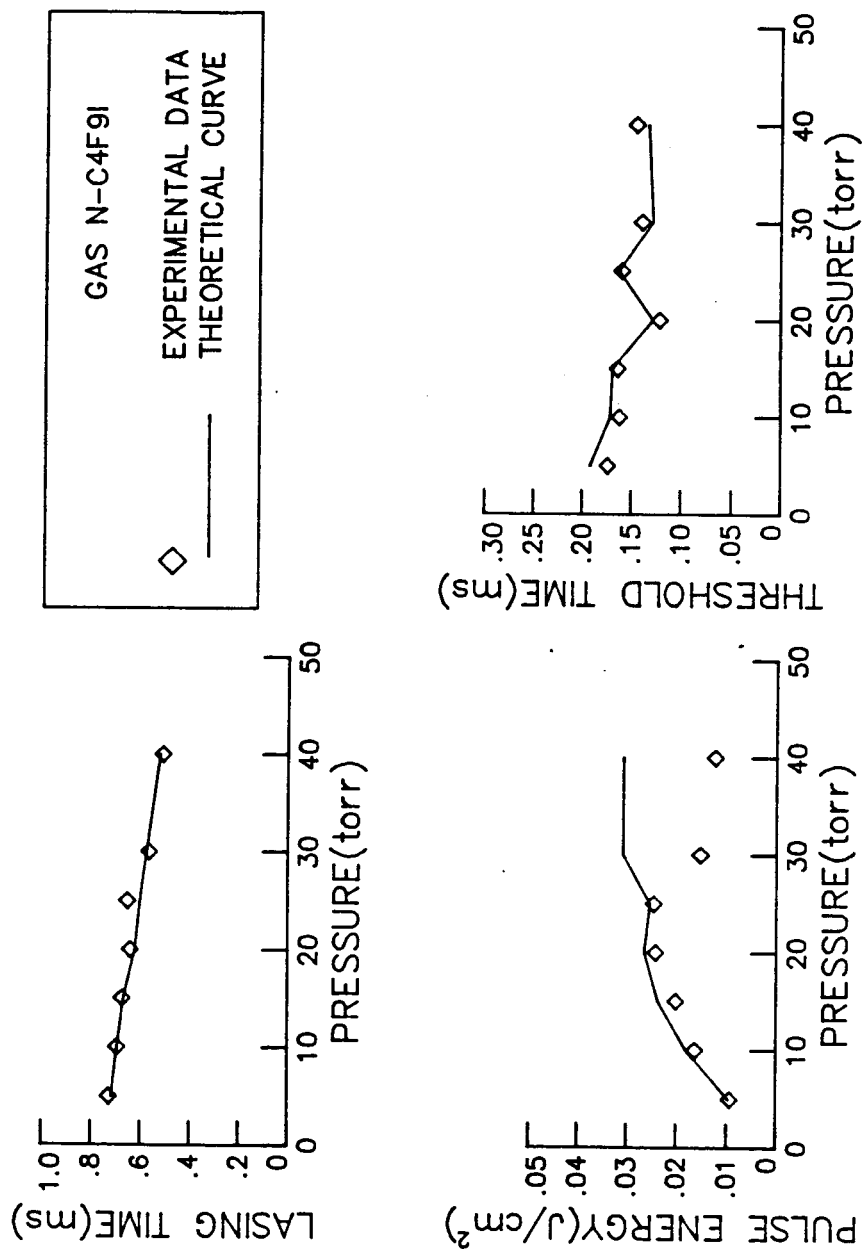 GAS N-C4F9I
EXPERIMENTAL DATA
THEORETICAL CURVE
LASING TIME(ms)
1.0
.8
.6
.4
.2
0
0 10 20 30 40 50
PRESSURE(torr)
PULSE ENERGY(J/cm²)
.05
.04
.03
.02
.01
0
0 10 20 30 40 50
PRESSURE(torr)
THRESHOLD TIME(ms)
.30
.25
.20
.15
.10
.05
0
0 10 20 30 40 50
PRESSURE(torr)